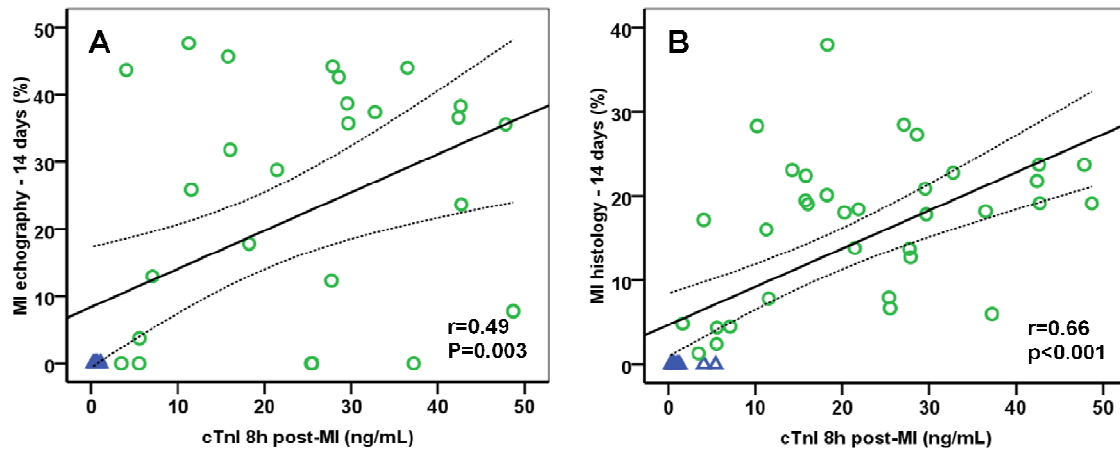 A
MI echography - 14 days (%)
50
40
30
20
10
0
r=0.49
P=0.003
0 10 20 30 40 50
cTnI 8h post-MI (ng/mL)
B
MI histology - 14 days (%)
40
30
20
10
0
r=0.66
p<0.001
0 10 20 30 40 50
cTnI 8h post-MI (ng/mL)